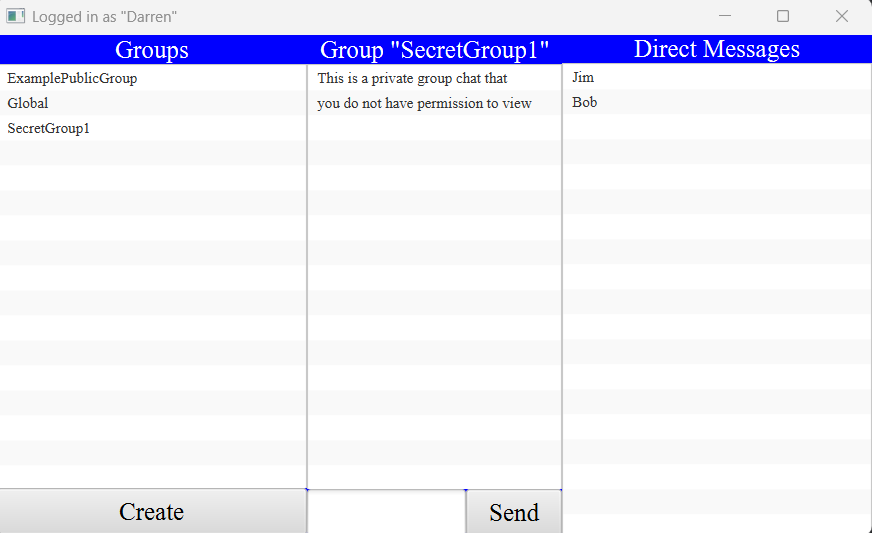 Logged in as "Darren"
Groups
Group "SecretGroup1"
Direct Messages
ExamplePublicGroup
Global
SecretGroup1
This is a private group chat that
you do not have permission to view
Jim
Bob
Create
Send